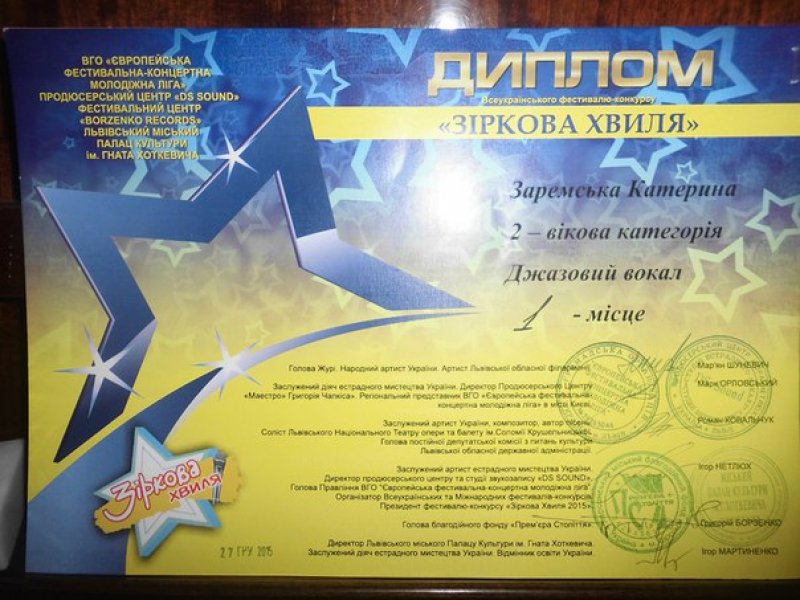 ВГО «ЄВРОПЕЙСЬКА
ФЕСТИВАЛЬНА-КОНЦЕРТНА
МОЛОДІЖНА ЛІГА»
ПРОДЮСЕРСЬКИЙ ЦЕНТР «DS SOUND»
ФЕСТИВАЛЬНИЙ ЦЕНТР
«BORZENKO RECORDS»
ЛЬВІВСЬКИЙ МІСЬКИЙ
ПАЛАЦ КУЛЬТУРИ
ім. ГНАТА ХОТКЕВИЧА
ДИПЛОМ
Всеукраїнського фестивалю-конкурсу
«ЗІРКОВА ХВИЛЯ»
Заремська Катерина
2 – вікова категорія
Джазовий вокал
1 - місце
Голова Журі. Народний артист України. Артист Львівської обласної філармонії.
Мар'ян ШУНЕВИЧ
Заслужений діяч естрадного мистецтва України. Директор Продюсерського Центру
«Маестро» Григорія Чапкіса». Регіональний представник ВГО «Європейська фестивальна-
концертна молодіжна ліга» в місті Києві.
Марк ОРЛОВСЬКИЙ
Заслужений артист України, композитор, автор пісень.
Соліст Львівського Національного Театру опери та балету ім.Соломії Крушельницької.
Голова постійної депутатської комісії з питань культури
Львівської обласної державної адміністрації.
Роман КОВАЛЬЧУК
Заслужений артист естрадного мистецтва України.
Директор продюсерського центру та студії звукозапису «DS SOUND».
Голова Правління ВГО "Європейська фестивальна-концертна молодіжна ліга"
Організатор Всеукраїнських та Міжнародних фестивалів-конкурсів
Президент фестивалю-конкурсу «Зіркова Хвиля 2015».
Ігор НЕТЛЮХ
Голова благодійного фонду «Прем'єра Століття»
Григорій БОРЗЕНКО
Директор Львівського міського Палацу Культури ім. Гната Хоткевича.
Заслужений діяч естрадного мистецтва України. Відмінник освіти України.
Ігор МАРТИНЕНКО
Зіркова
ХВИЛЯ
27 ГРУ 2015